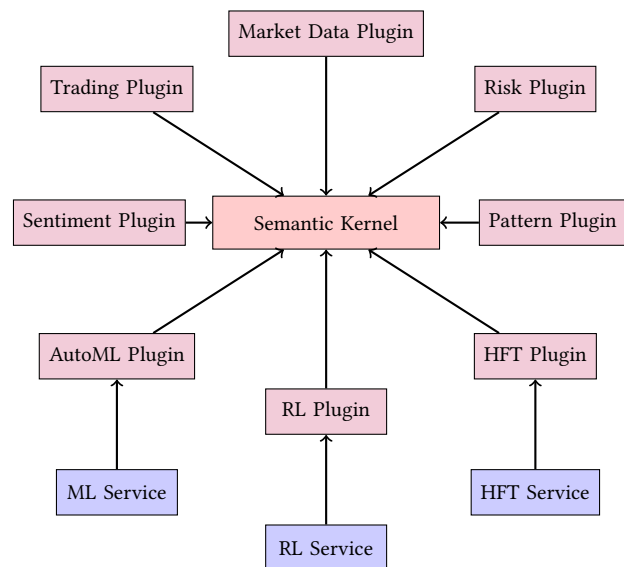 Market Data Plugin
Trading Plugin
Risk Plugin
Sentiment Plugin
Semantic Kernel
Pattern Plugin
AutoML Plugin
HFT Plugin
RL Plugin
ML Service
HFT Service
RL Service